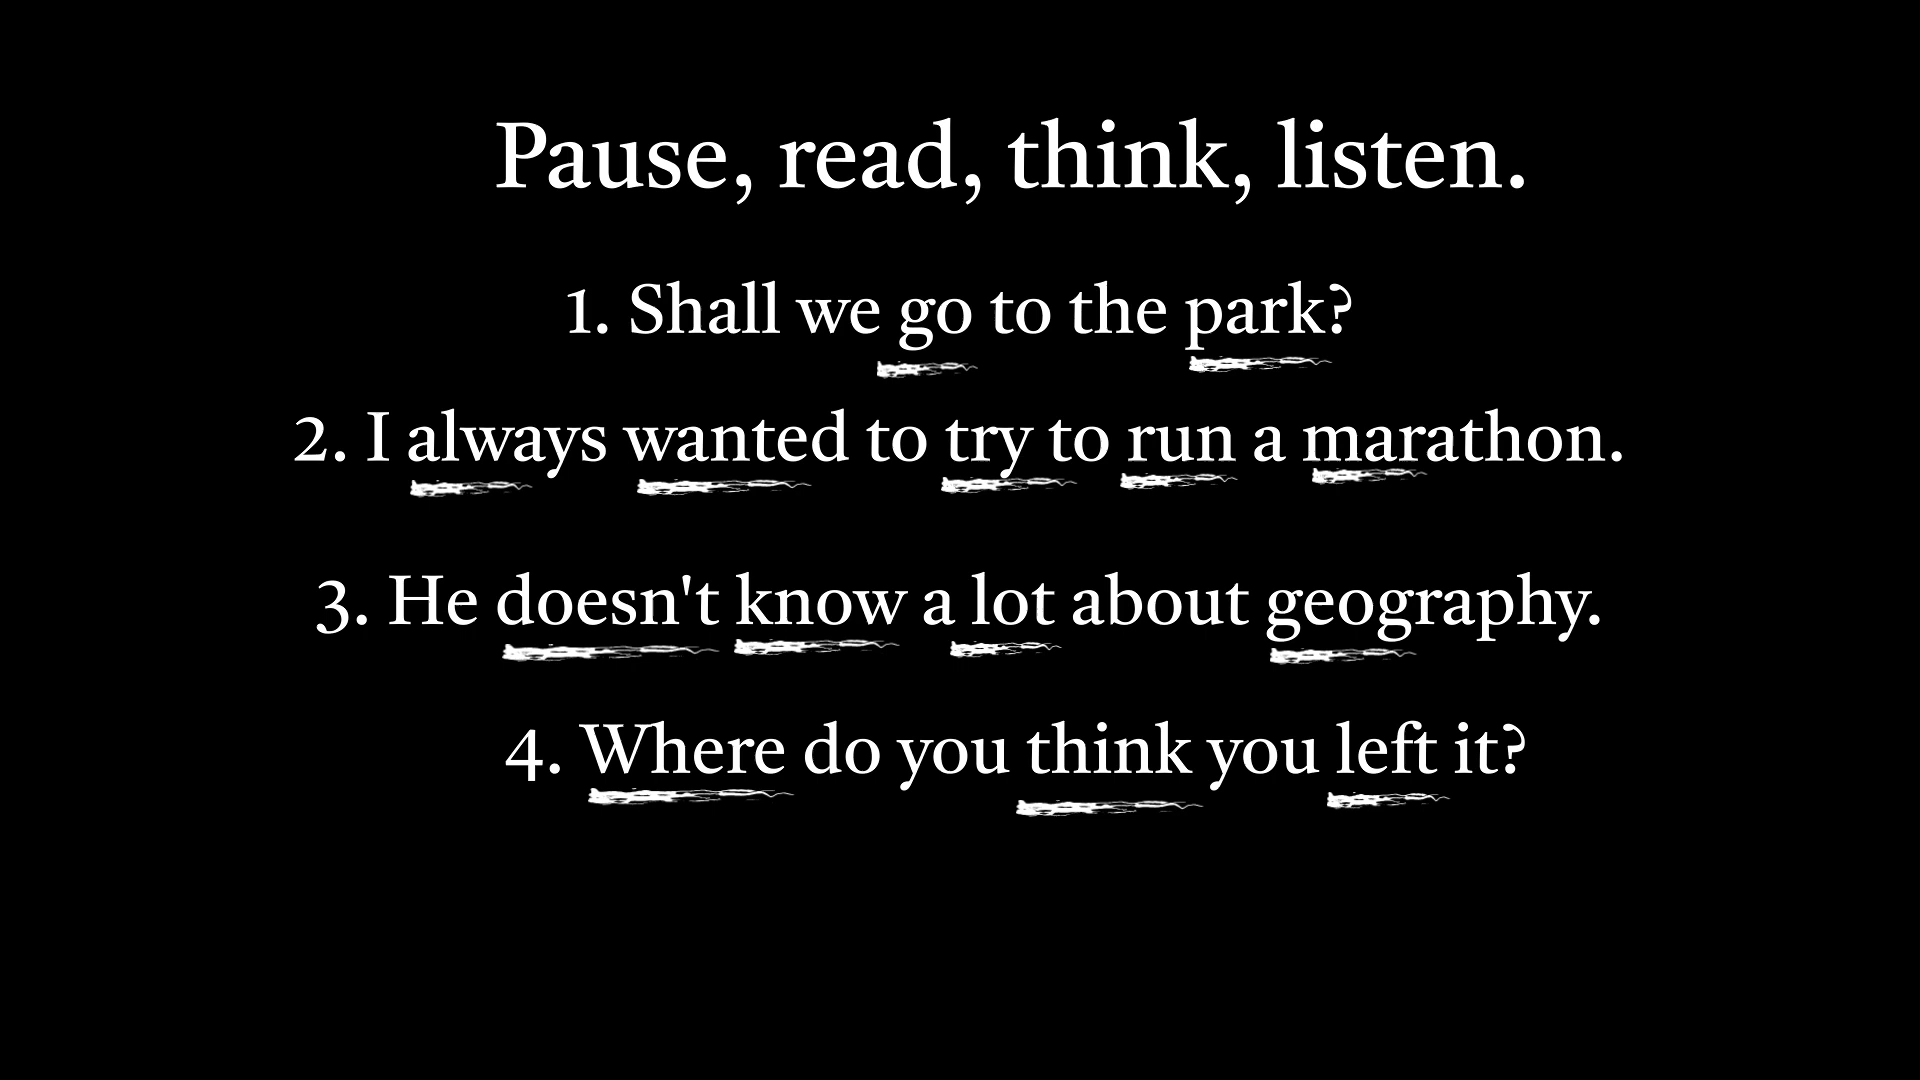 Pause, read, think, listen.
1. Shall we go to the park?
2. I always wanted to try to run a marathon.
3. He doesn't know a lot about geography.
4. Where do you think you left it?